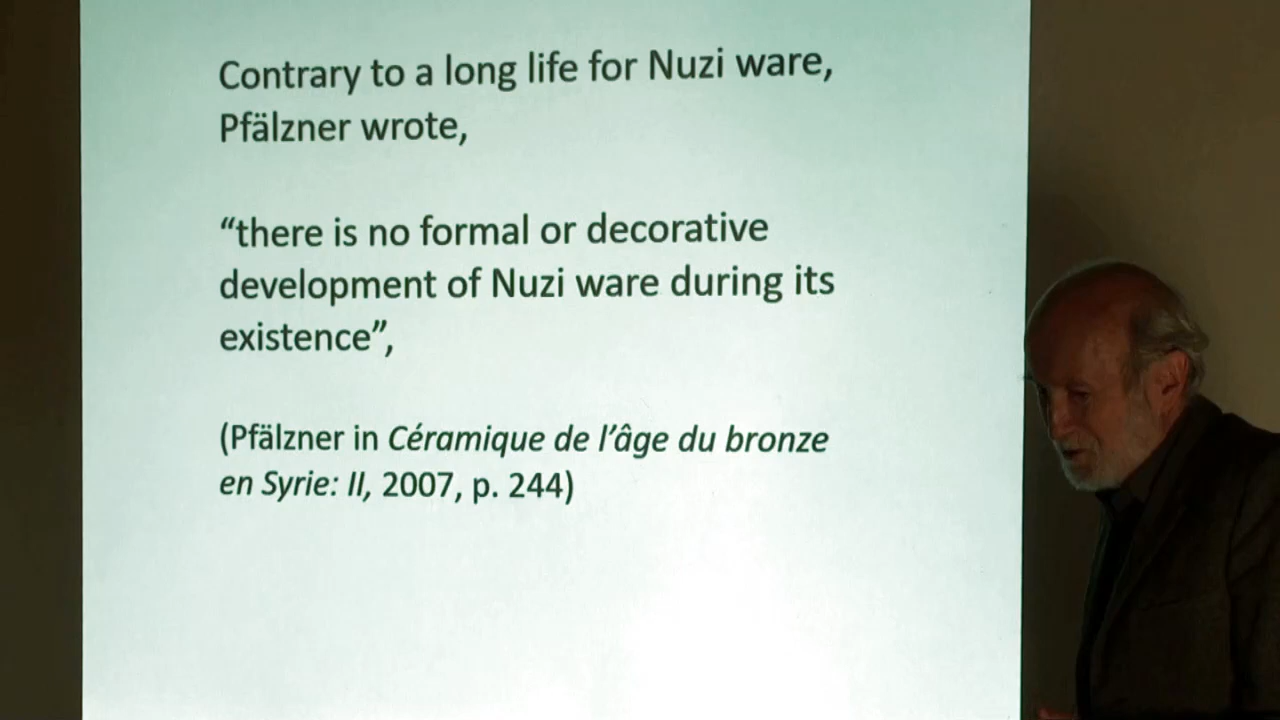 Contrary to a long life for Nuzi ware,
Pfälzner wrote,
“there is no formal or decorative
development of Nuzi ware during its
existence”,
(Pfälzner in Céramique de l’âge du bronze
en Syrie: II, 2007, p. 244)